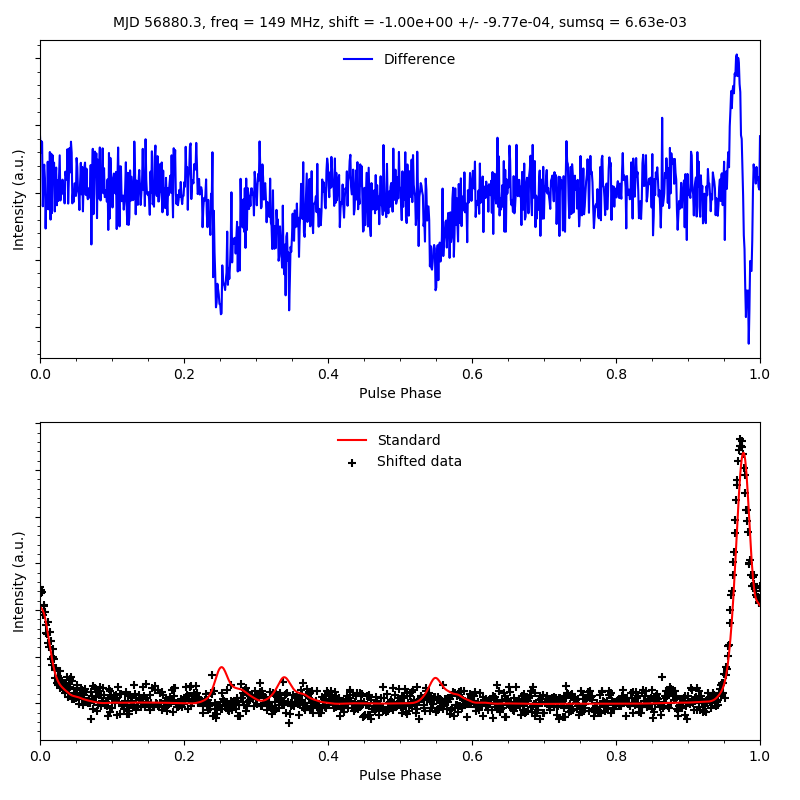 MJD 56880.3, freq = 149 MHz, shift = -1.00e+00 +/- -9.77e-04, sumsq = 6.63e-03
Difference
Intensity (a.u.)
0.0 0.2 0.4 0.6 0.8 1.0
Pulse Phase
Standard
Shifted data
Intensity (a.u.)
0.0 0.2 0.4 0.6 0.8 1.0
Pulse Phase